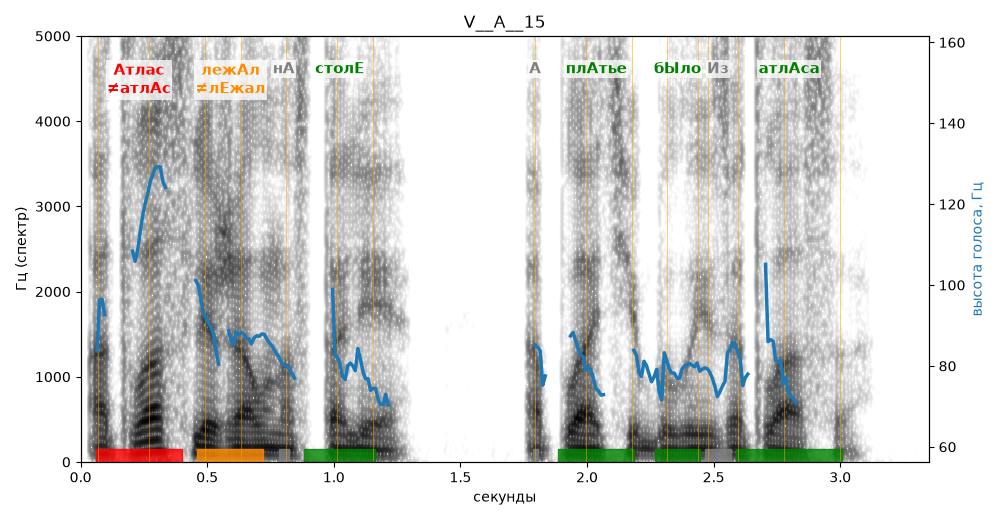 V__A__15
Атлас
≠атлАс
лежАл
≠лЕжал
нА
столЕ
А
плАтье
бЫло
Из
атлАса
5000
4000
3000
2000
1000
0
Гц (спектр)
160
140
120
100
80
60
высота голоса, Гц
0.0
0.5
1.0
1.5
2.0
2.5
3.0
секунды